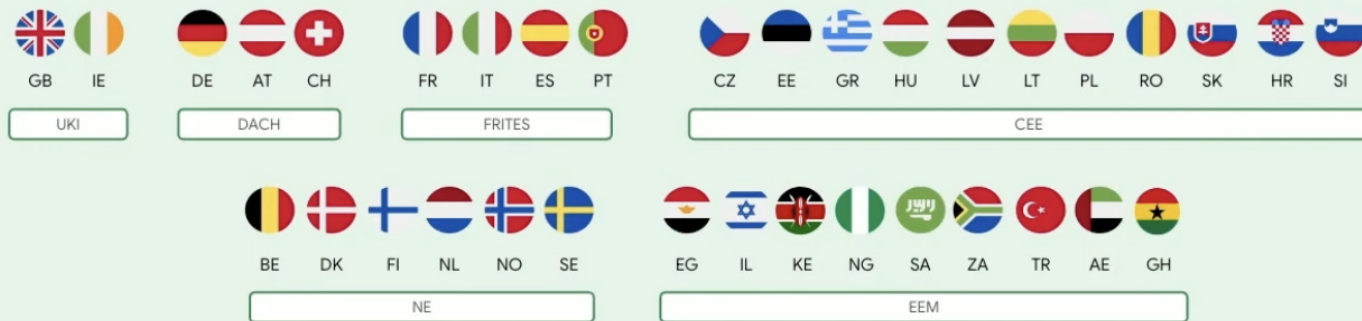 GB IE DE AT CH FR IT ES PT CZ EE GR HU LV LT PL RO SK HR SI
UKI DACH FRITES CEE
BE DK FI NL NO SE EG IL KE NG SA ZA TR AE GH
NE EEM